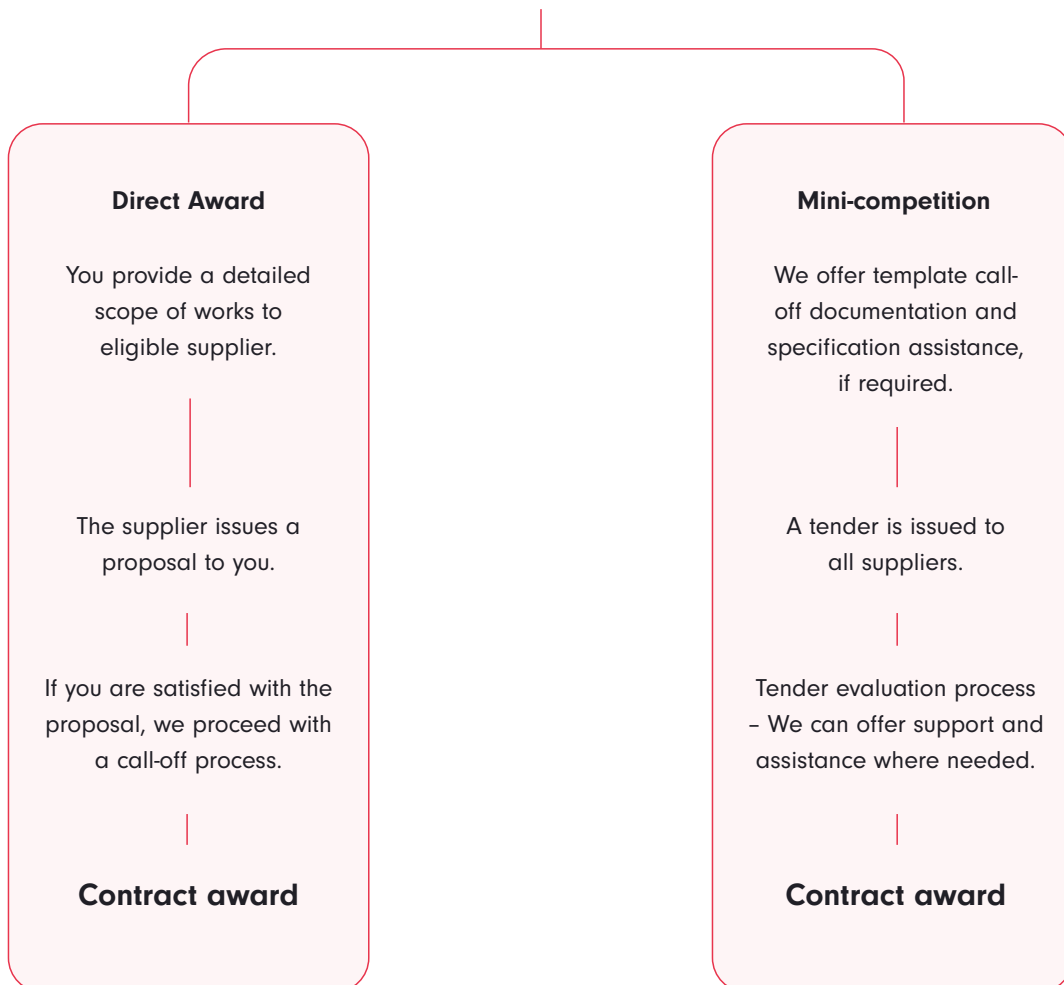 Direct Award
You provide a detailed
scope of works to
eligible supplier.
The supplier issues a
proposal to you.
If you are satisfied with the
proposal, we proceed with
a call-off process.
Contract award
Mini-competition
We offer template call-
off documentation and
specification assistance,
if required.
A tender is issued to
all suppliers.
Tender evaluation process
– We can offer support and
assistance where needed.
Contract award